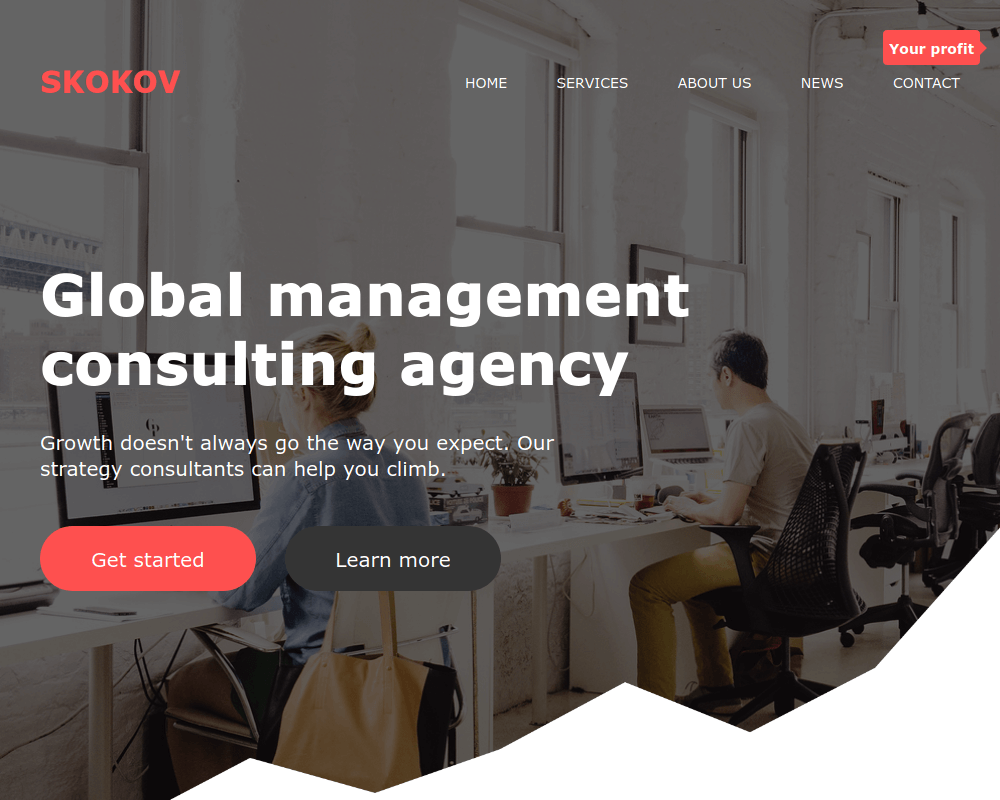 Your profit
SKOKOV
HOME SERVICES ABOUT US NEWS CONTACT
Global management
consulting agency
Growth doesn't always go the way you expect. Our
strategy consultants can help you climb.
Get started Learn more